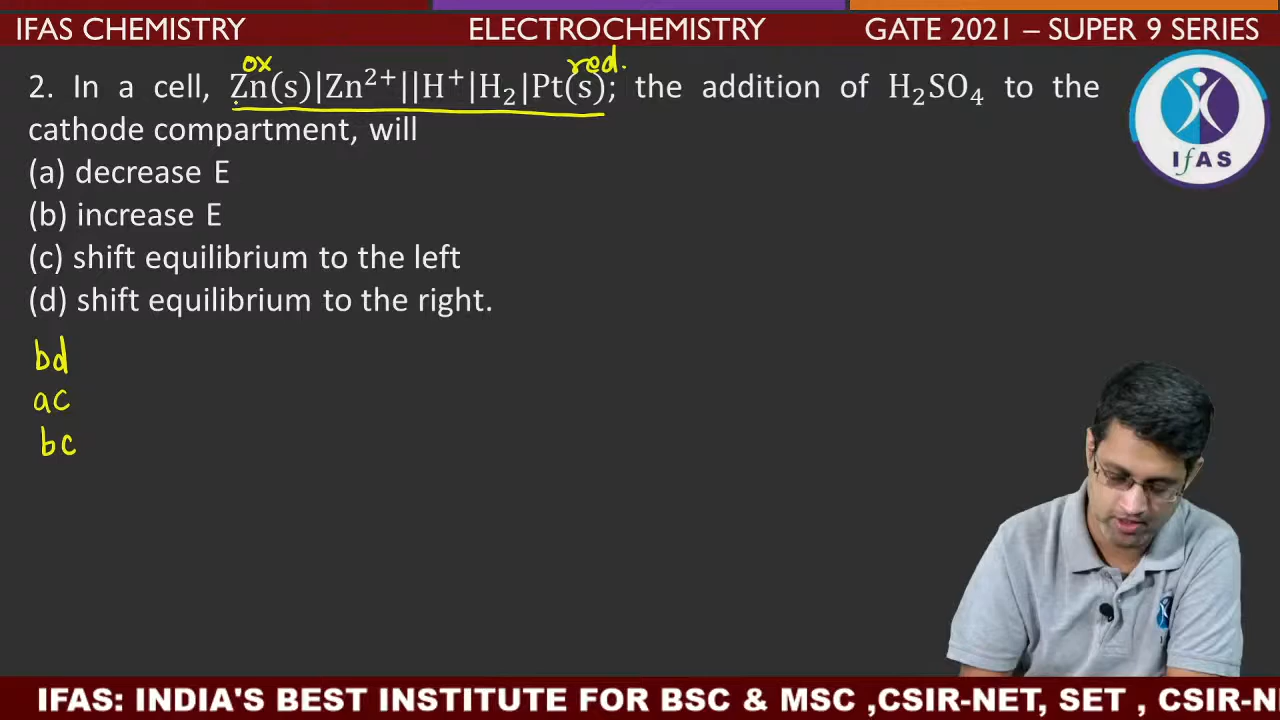 IFAS CHEMISTRY ELECTROCHEMISTRY GATE 2021 – SUPER 9 SERIES
ox red.
2. In a cell, Zn(s)|Zn²⁺||H⁺|H₂|Pt(s); the addition of H₂SO₄ to the
cathode compartment, will
(a) decrease E
(b) increase E
(c) shift equilibrium to the left
(d) shift equilibrium to the right.
bd
ac
bc
IfAS
IFAS: INDIA'S BEST INSTITUTE FOR BSC & MSC ,CSIR-NET, SET , CSIR-N